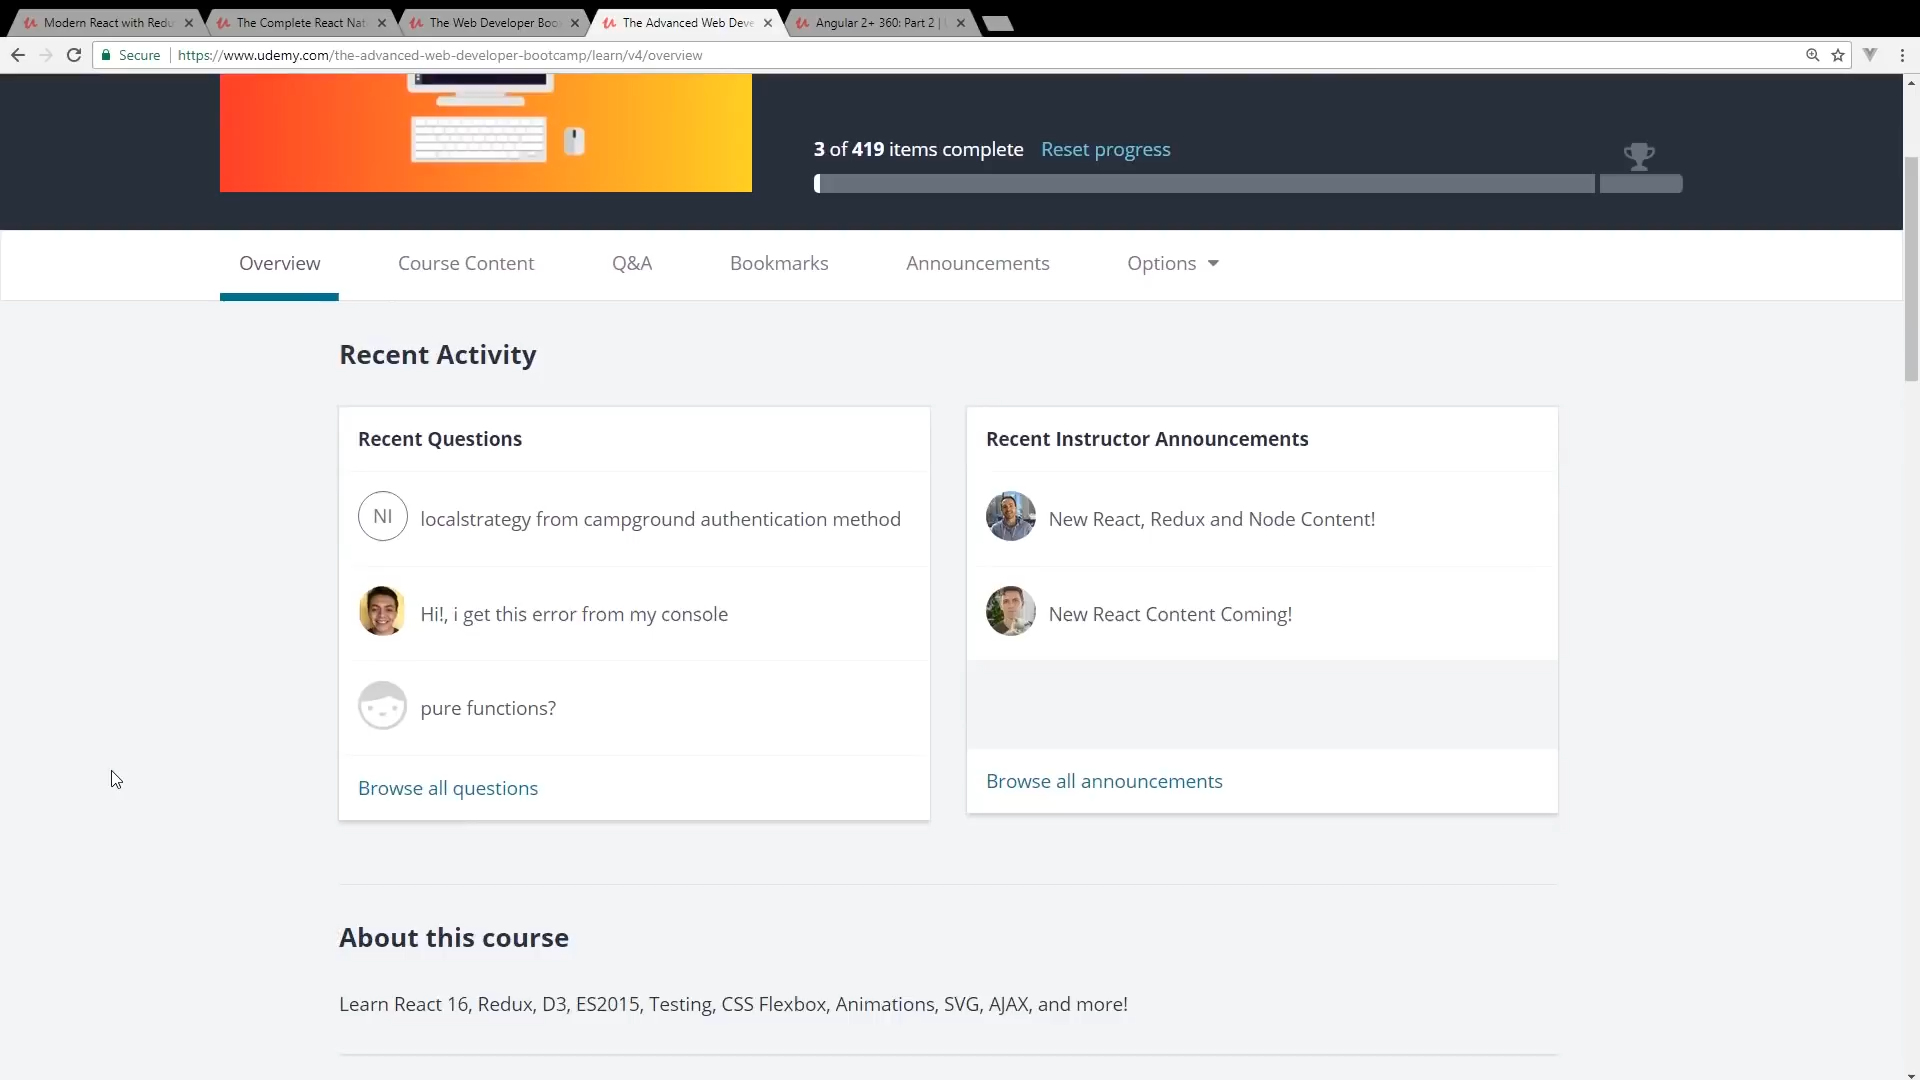 Modern React with Redu
The Complete React Nat
The Web Developer Boo
The Advanced Web Deve
Angular 2+ 360: Part 2 |
Secure https://www.udemy.com/the-advanced-web-developer-bootcamp/learn/v4/overview
3 of 419 items complete Reset progress
Overview Course Content Q&A Bookmarks Announcements Options
Recent Activity
Recent Questions
NI localstrategy from campground authentication method
Hi!, i get this error from my console
pure functions?
Browse all questions
Recent Instructor Announcements
New React, Redux and Node Content!
New React Content Coming!
Browse all announcements
About this course
Learn React 16, Redux, D3, ES2015, Testing, CSS Flexbox, Animations, SVG, AJAX, and more!